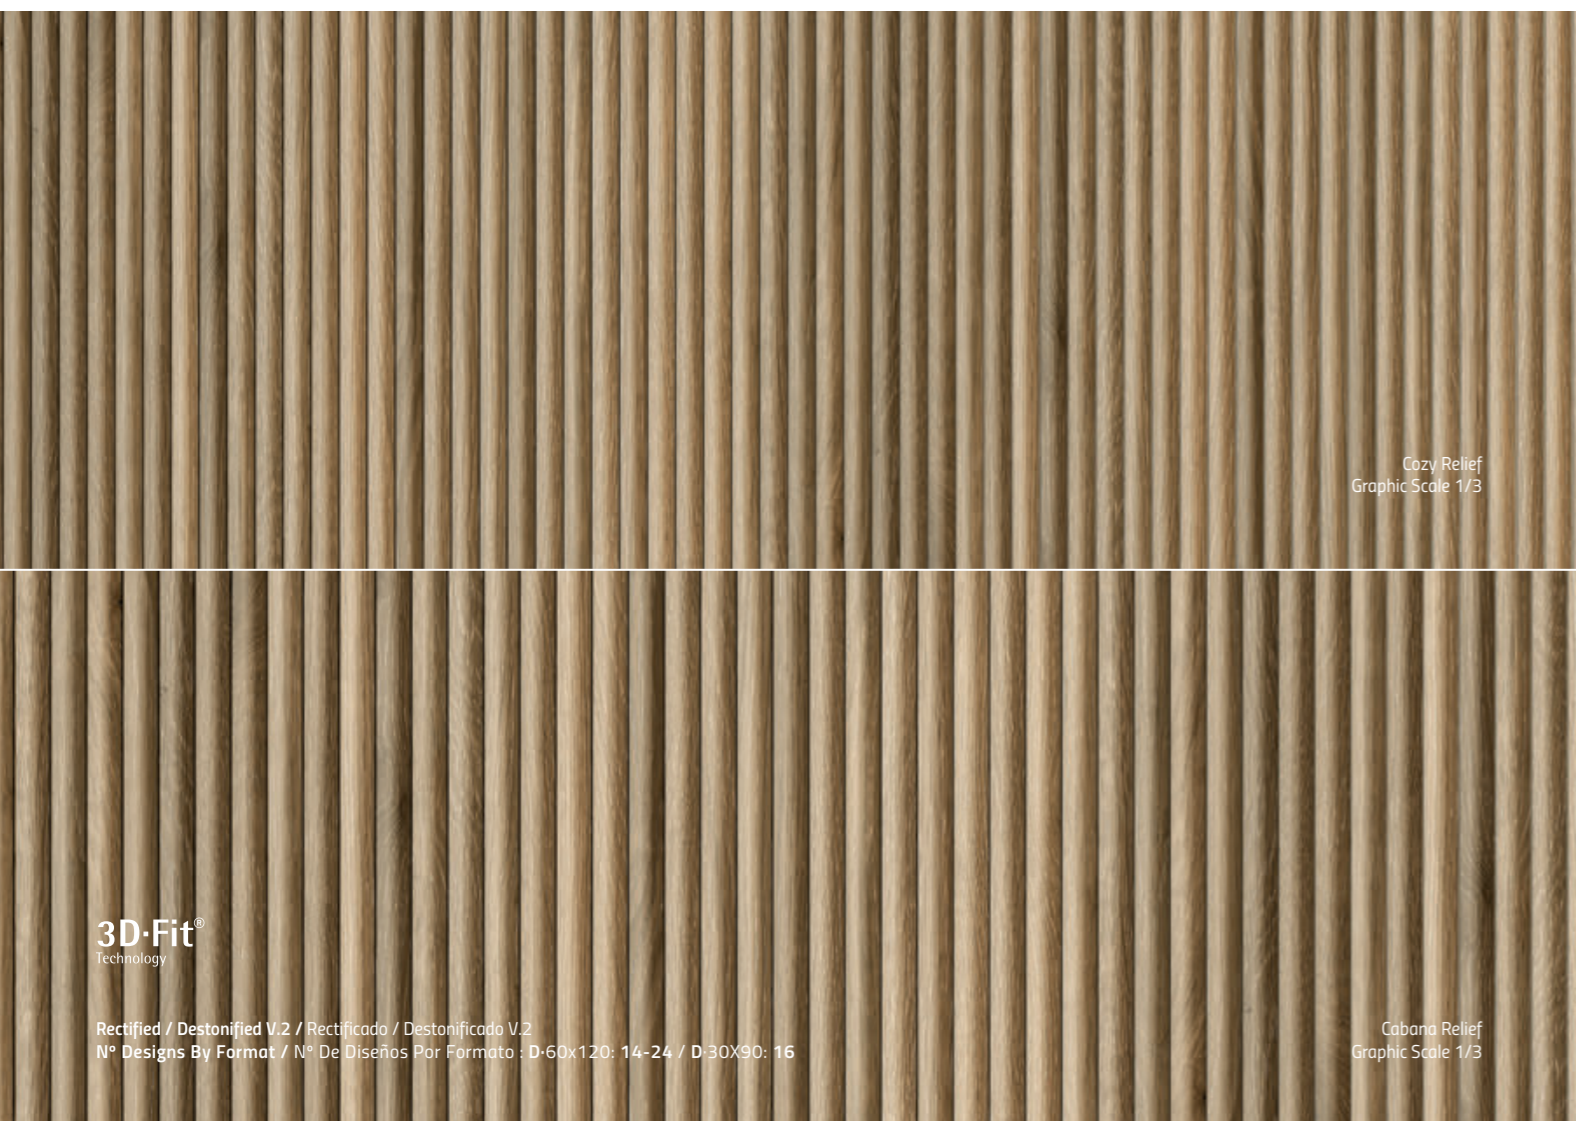 Cozy Relief
Graphic Scale 1/3
3D·Fit®
Technology
Rectified / Destonified V.2 / Rectificado / Destonificado V.2
Nº Designs By Format / Nº De Diseños Por Formato : D·60x120: 14-24 / D·30X90: 16
Cabana Relief
Graphic Scale 1/3